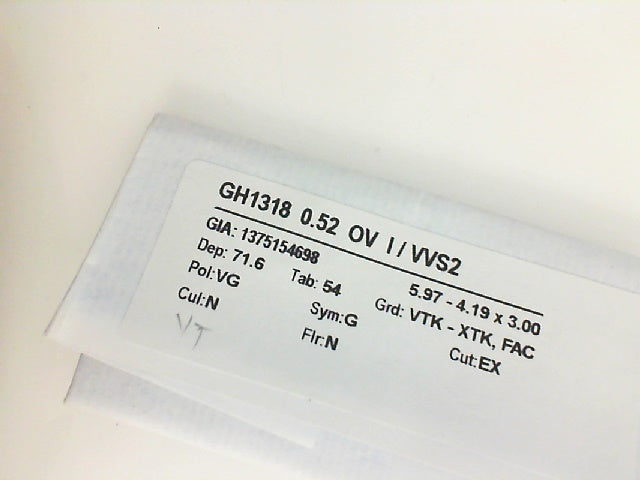 GH1318 0.52 OV I / VVS2
GIA: 1375154698 5.97 - 4.19 x 3.00
Dep: 71.6 Tab: 54 Grd: VTK - XTK, FAC
Pol:VG Sym:G Cut:EX
Cul:N Flr:N
VT